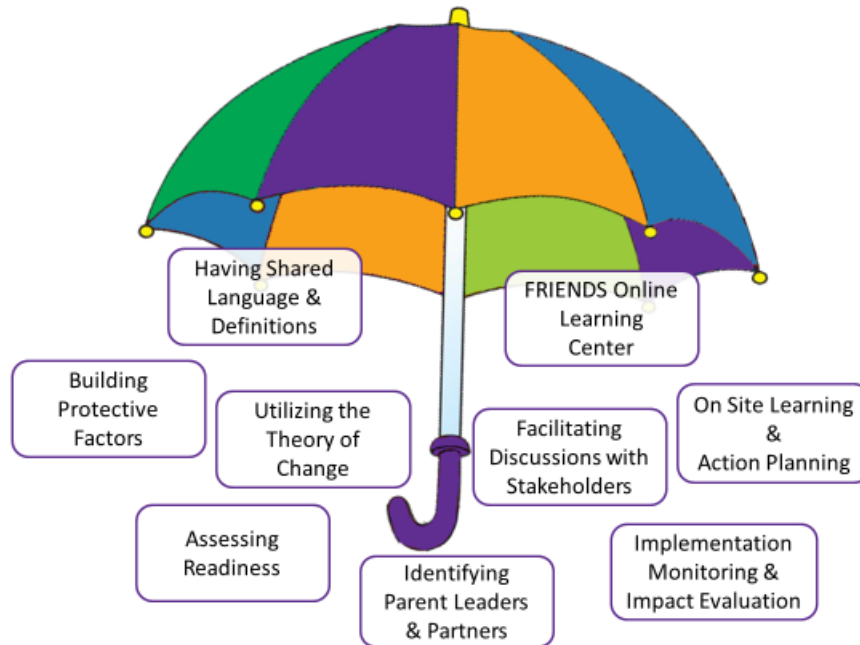 Having Shared
Language &
Definitions
FRIENDS Online
Learning
Center
Building
Protective
Factors
Utilizing the
Theory of
Change
Facilitating
Discussions with
Stakeholders
On Site Learning
&
Action Planning
Assessing
Readiness
Identifying
Parent Leaders
& Partners
Implementation
Monitoring &
Impact Evaluation